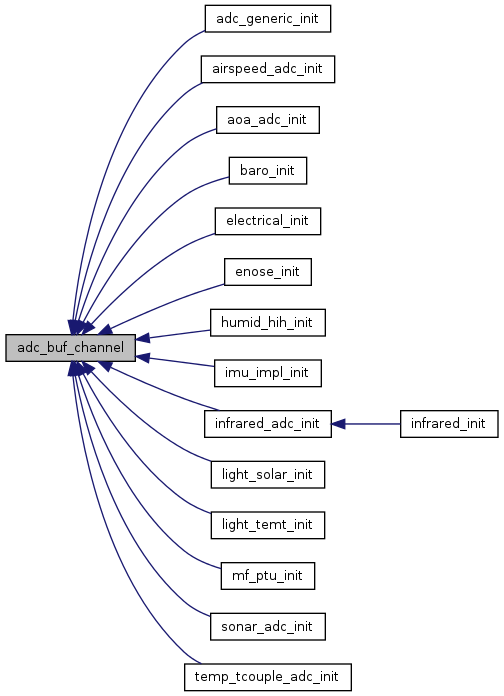 adc_generic_init
airspeed_adc_init
aoa_adc_init
baro_init
electrical_init
enose_init
humid_hih_init
adc_buf_channel
imu_impl_init
infrared_adc_init
infrared_init
light_solar_init
light_temt_init
mf_ptu_init
sonar_adc_init
temp_tcouple_adc_init